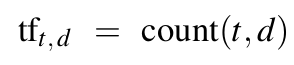 tf_{t,d} = count(t,d)